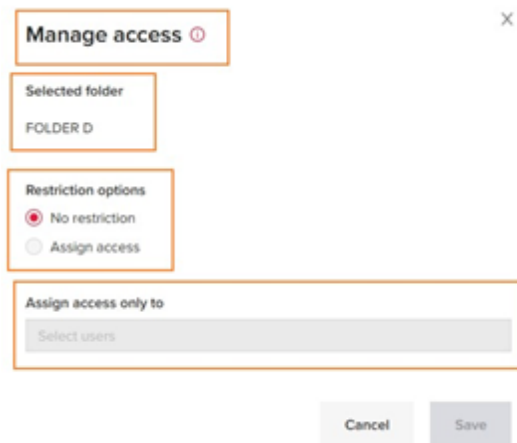 Manage access
Selected folder
FOLDER D
Restriction options
No restriction
Assign access
Assign access only to
Select users
Cancel
Save